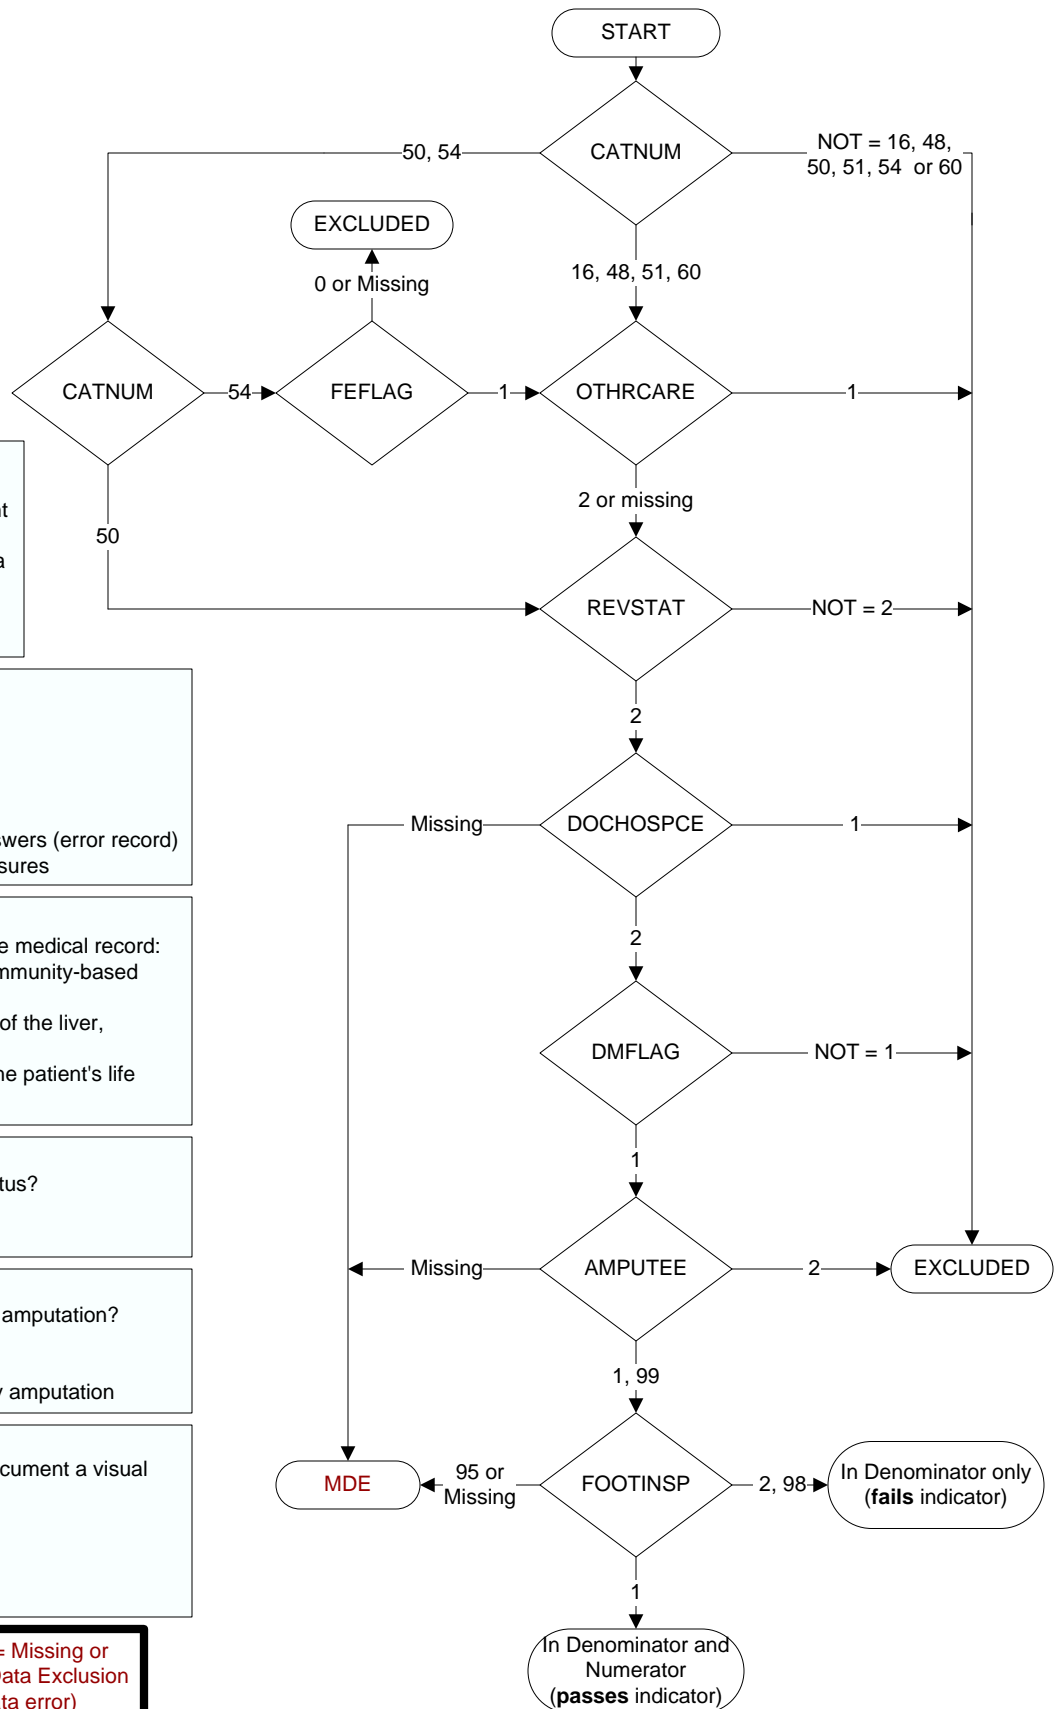 START
CATNUM
50, 54
NOT = 16, 48,
50, 51, 54 or 60
EXCLUDED
0 or Missing
16, 48, 51, 60
CATNUM
54
FEFLAG
1
OTHRCARE
1
2 or missing
50
REVSTAT
NOT = 2
2
Missing
DOCHOSPCE
1
2
DMFLAG
NOT = 1
1
Missing
AMPUTEE
2
EXCLUDED
1, 99
MDE
95 or
Missing
FOOTINSP
2, 98
In Denominator only
(fails indicator)
1
In Denominator and
Numerator
(passes indicator)
a
swers (error record)
sures
e medical record:
mmunity-based
of the liver,
ne patient's life
tus?
amputation?
y amputation
cument a visual
= Missing or
Data Exclusion
ta error)